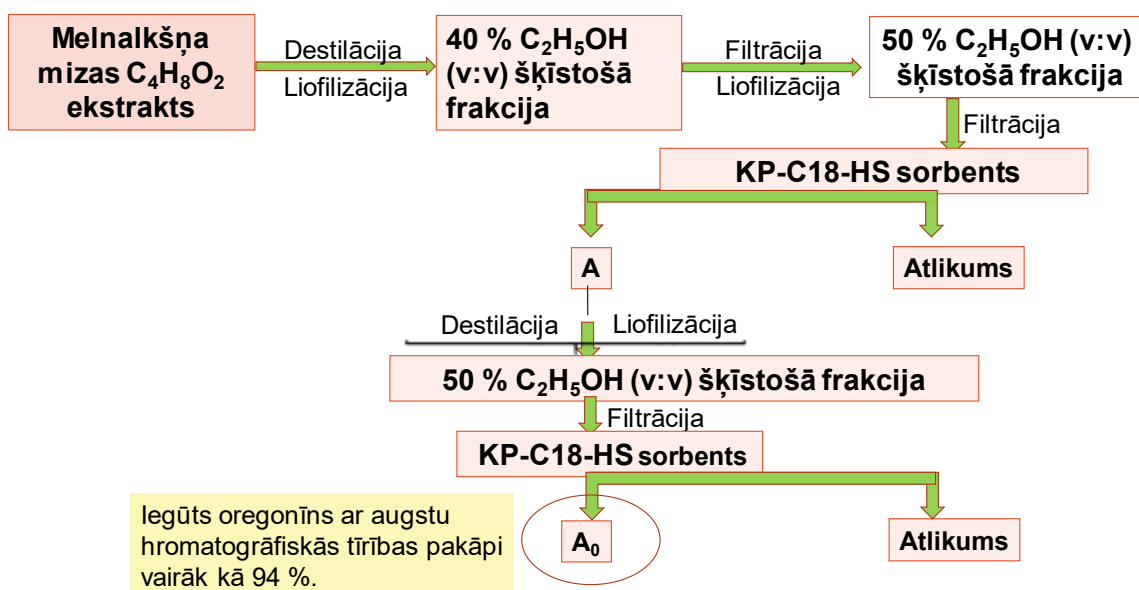 Melnalkšņa
mizas C₄H₈O₂
ekstrakts
Destilācija
Liofilizācija
40 % C₂H₅OH
(v:v) šķīstošā
frakcija
Filtrācija
Liofilizācija
50 % C₂H₅OH (v:v)
šķīstošā frakcija
Filtrācija
KP-C18-HS sorbents
A
Atlikums
Destilācija
Liofilizācija
50 % C₂H₅OH (v:v) šķīstošā frakcija
Filtrācija
KP-C18-HS sorbents
Iegūts oregonīns ar augstu
hromatogrāfiskās tīrības pakāpi
vairāk kā 94 %.
A₀
Atlikums